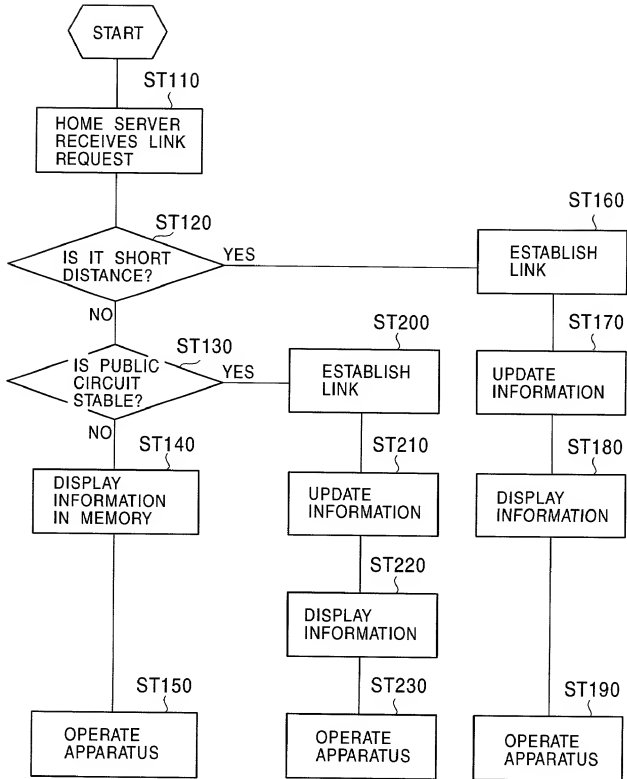 START
ST110
HOME SERVER
RECEIVES LINK
REQUEST
ST120
IS IT SHORT
DISTANCE?
YES
NO
ST160
ESTABLISH
LINK
ST130
IS PUBLIC
CIRCUIT
STABLE?
YES
NO
ST200
ESTABLISH
LINK
ST170
UPDATE
INFORMATION
ST140
DISPLAY
INFORMATION
IN MEMORY
ST210
UPDATE
INFORMATION
ST180
DISPLAY
INFORMATION
ST220
DISPLAY
INFORMATION
ST150
OPERATE
APPARATUS
ST230
OPERATE
APPARATUS
ST190
OPERATE
APPARATUS